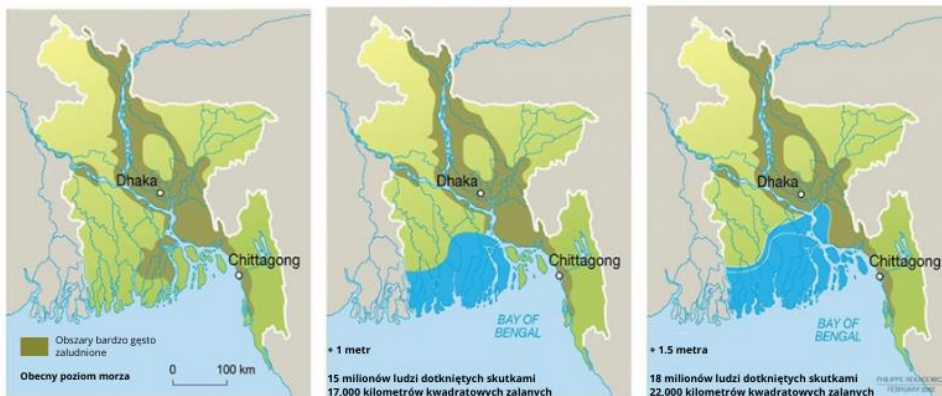 Dhaka
Chittagong
Obszary bardzo gęsto
zaludnione
Obecny poziom morza
0 100 km
Dhaka
Chittagong
BAY OF
BENGAL
+ 1 metr
15 milionów ludzi dotkniętych skutkami
17.000 kilometrów kwadratowych zalanych
Dhaka
Chittagong
BAY OF
BENGAL
+ 1.5 metra
18 milionów ludzi dotkniętych skutkami
22.000 kilometrów kwadratowych zalanych
PHILIPPE REKACEWICZ
FEBRUARY